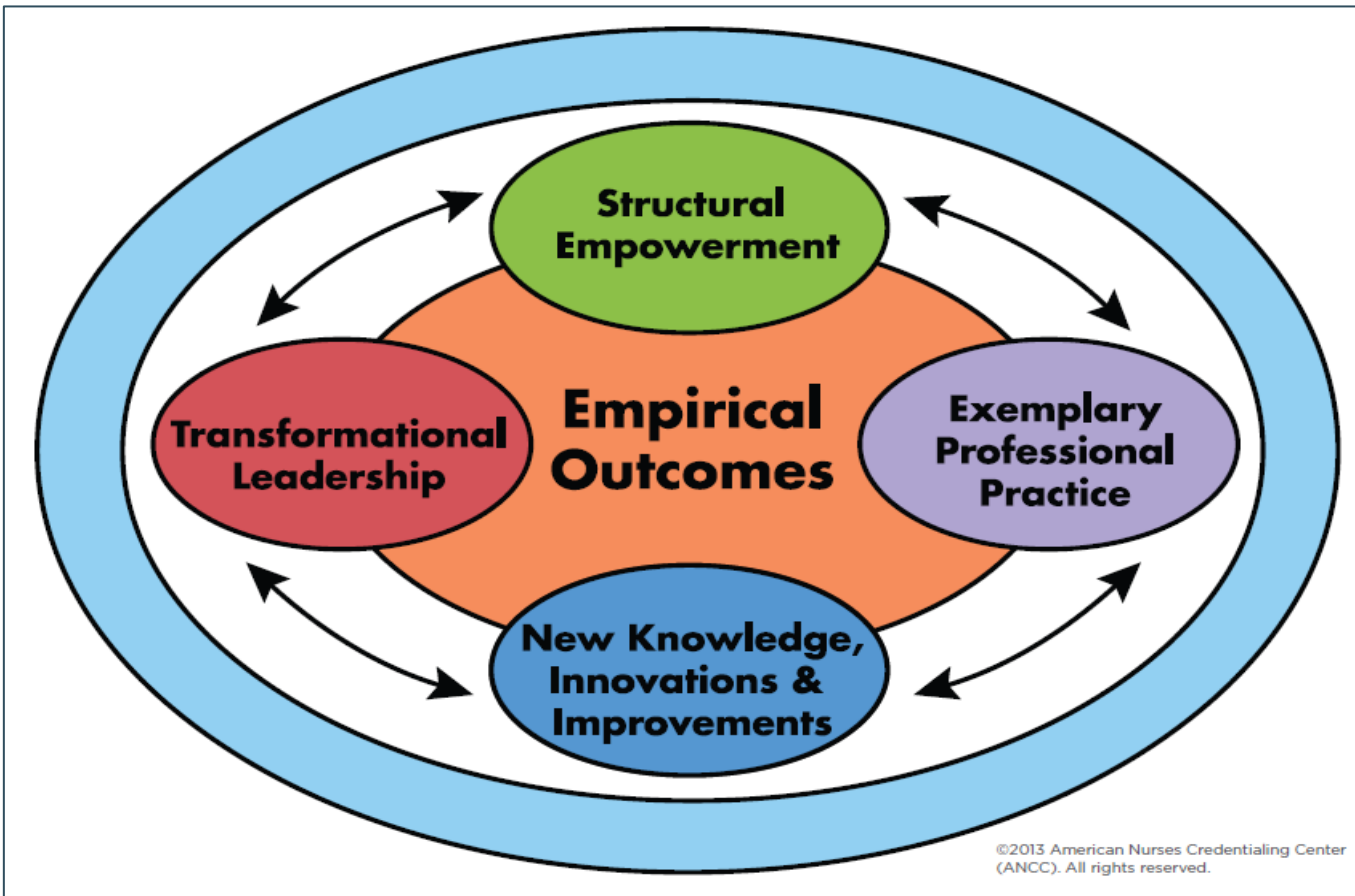 Structural
Empowerment
Transformational
Leadership
Empirical
Outcomes
Exemplary
Professional
Practice
New Knowledge,
Innovations &
Improvements
©2013 American Nurses Credentialing Center
(ANCC). All rights reserved.